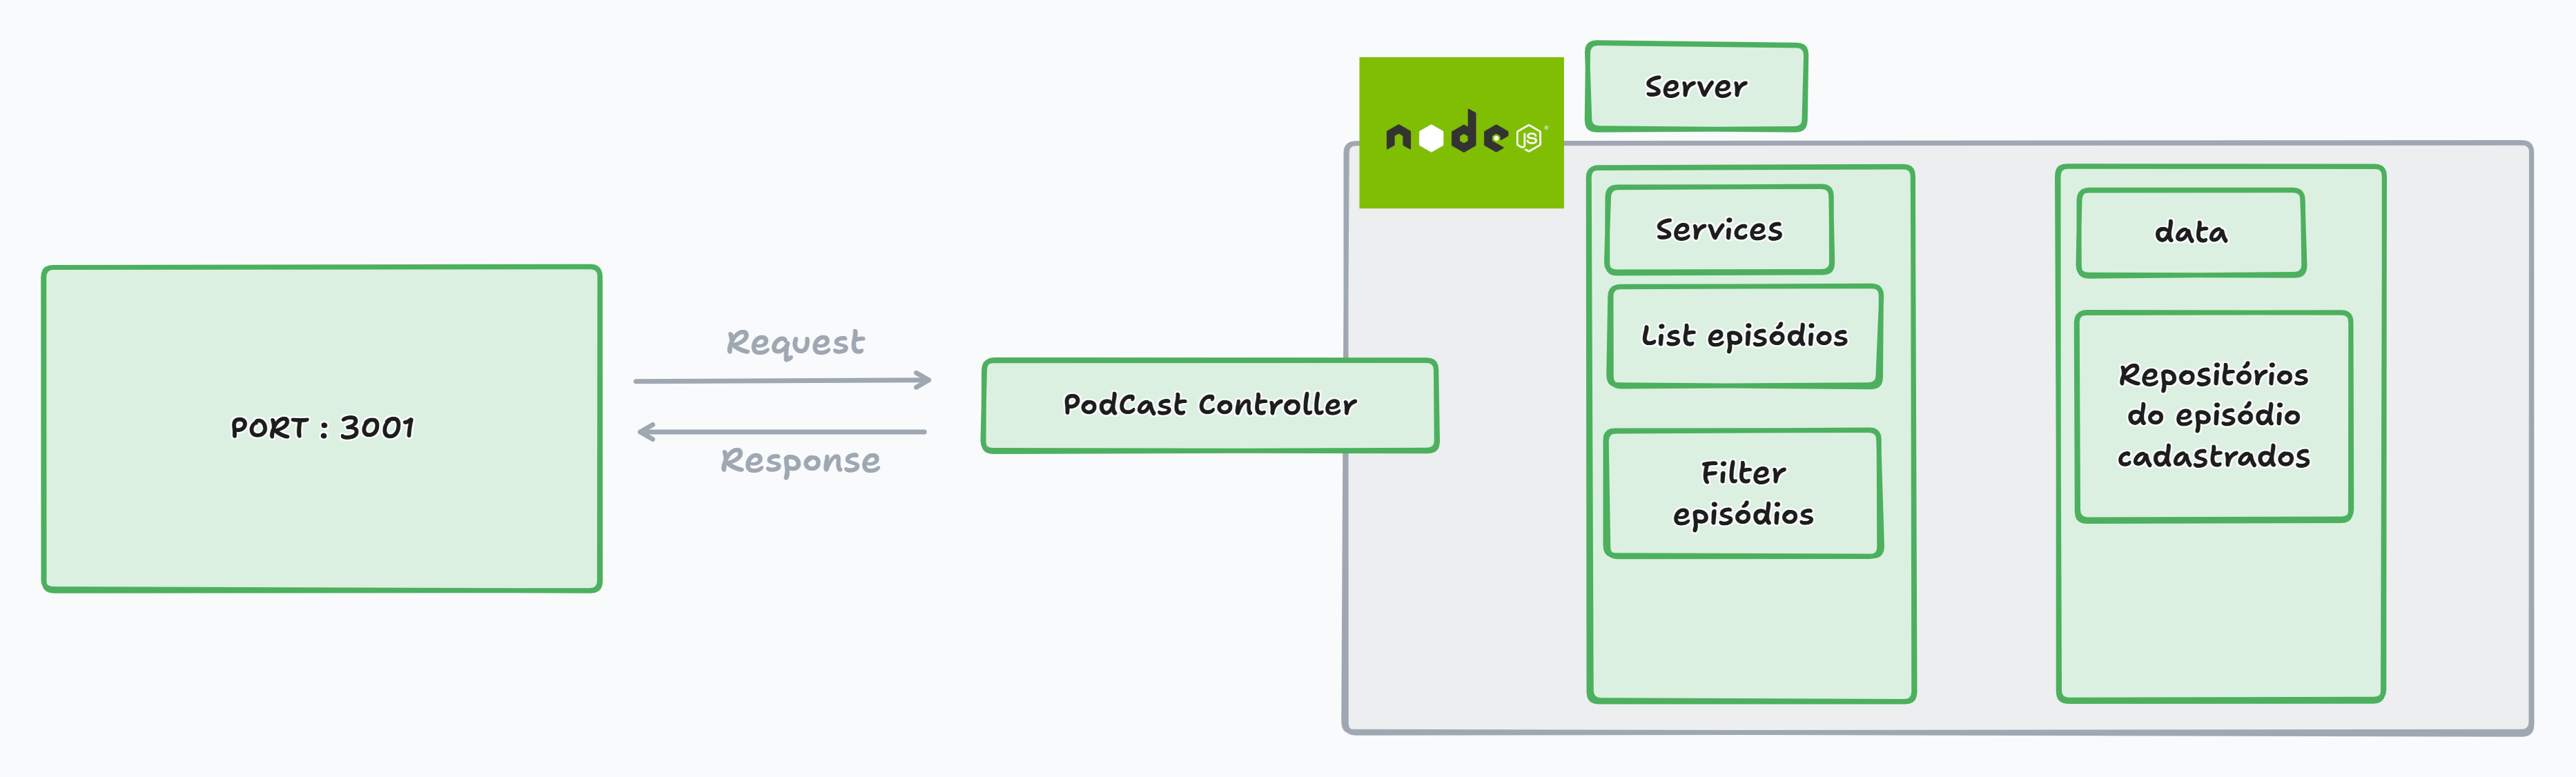 node JS
Server
Services
data
List episódios
Request
PORT : 3001
PodCast Controller
Response
Filter
episódios
Repositórios
do episódio
cadastrados